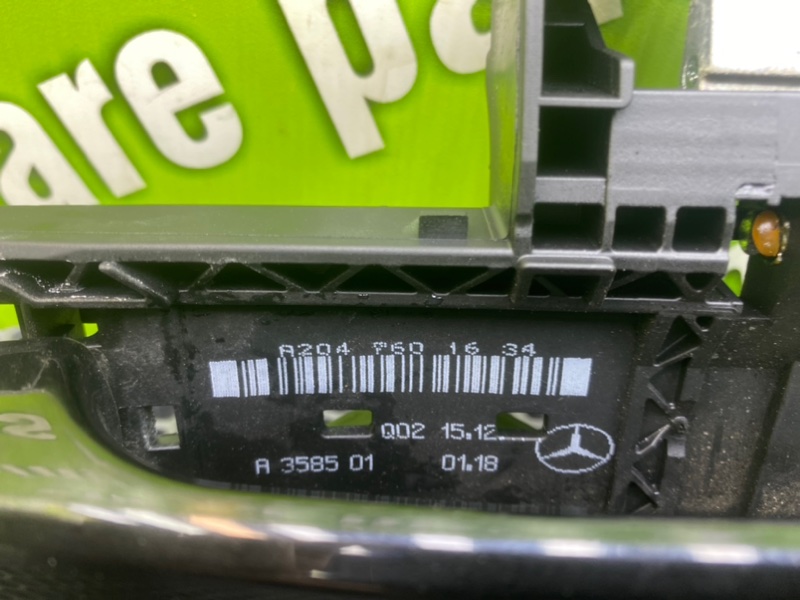 are pa
A204 760 16 34
Q02 15.12.
A 3585 01 01.18